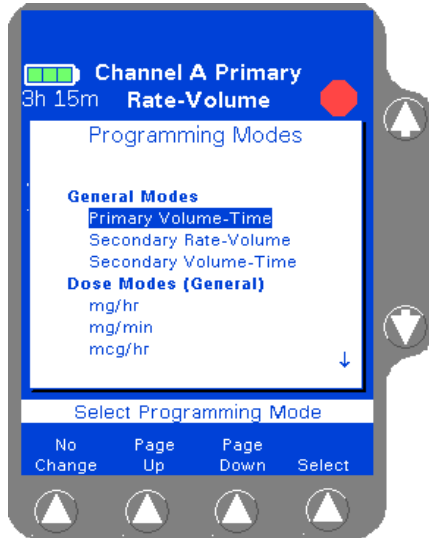 Channel A Primary
3h 15m Rate-Volume
Programming Modes
General Modes
Primary Volume-Time
Secondary Rate-Volume
Secondary Volume-Time
Dose Modes (General)
mg/hr
mg/min
mcg/hr
↓
Select Programming Mode
No Change
Page Up
Page Down
Select